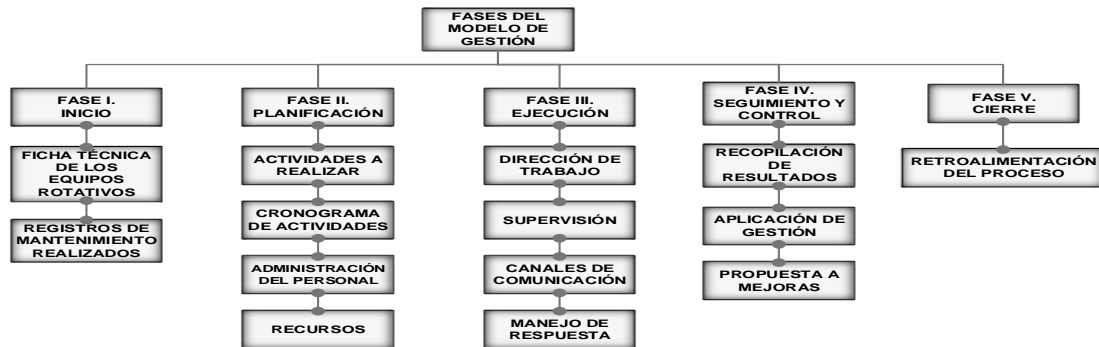 FASES DEL
MODELO DE
GESTIÓN
FASE I.
INICIO
FICHA TÉCNICA
DE LOS
EQUIPOS
ROTATIVOS
REGISTROS DE
MANTENIMIENTO
REALIZADOS
FASE II.
PLANIFICACIÓN
ACTIVIDADES A
REALIZAR
CRONOGRAMA
DE ACTIVIDADES
ADMINISTRACIÓN
DEL PERSONAL
RECURSOS
FASE III.
EJECUCIÓN
DIRECCIÓN DE
TRABAJO
SUPERVISIÓN
CANALES DE
COMUNICACIÓN
MANEJO DE
RESPUESTA
FASE IV.
SEGUIMIENTO Y
CONTROL
RECOPILACIÓN
DE
RESULTADOS
APLICACIÓN DE
GESTIÓN
PROPUESTA A
MEJORAS
FASE V.
CIERRE
RETROALIMENTACIÓN
DEL PROCESO